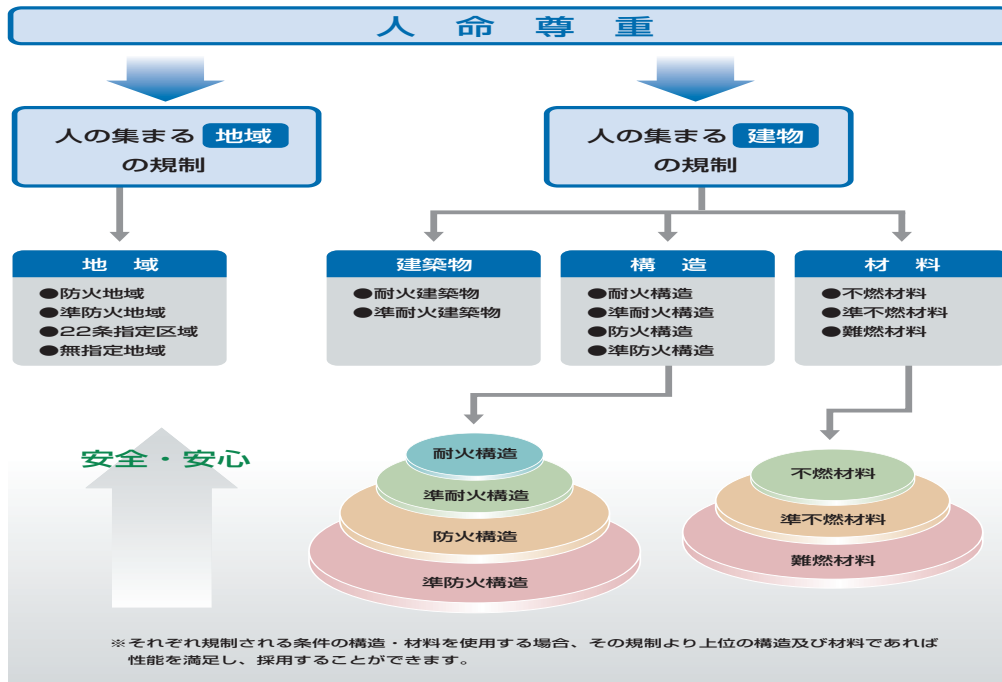 人命尊重
人の集まる 地域
の規制
人の集まる 建物
の規制
地 域
●防火地域
●準防火地域
●22条指定区域
●無指定地域
建築物
●耐火建築物
●準耐火建築物
構 造
●耐火構造
●準耐火構造
●防火構造
●準防火構造
材 料
●不燃材料
●準不燃材料
●難燃材料
安全・安心
耐火構造
準耐火構造
防火構造
準防火構造
不燃材料
準不燃材料
難燃材料
※それぞれ規制される条件の構造・材料を使用する場合、その規制より上位の構造及び材料であれば
性能を満足し、採用することができます。